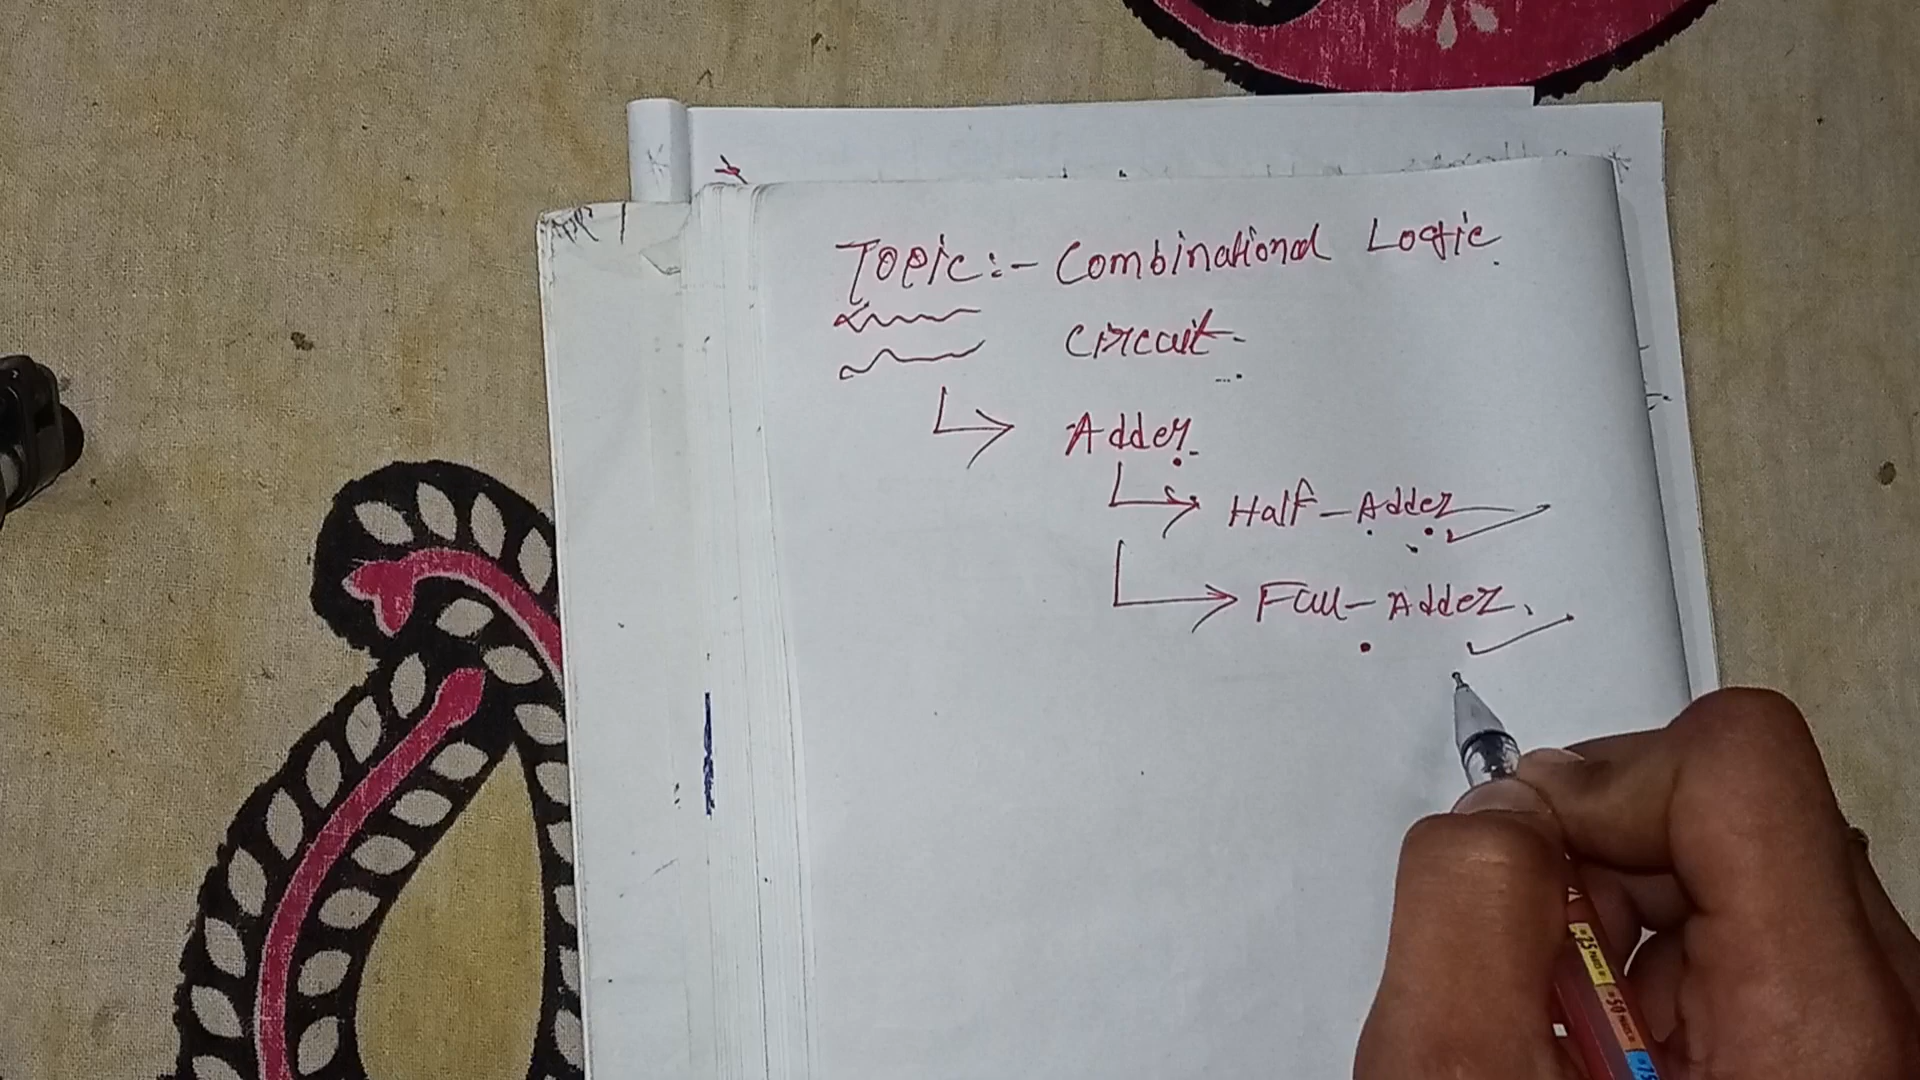 Topic:- Combinational Logic
Circuit.
Adder.
Half-Adder
Full-Adder.